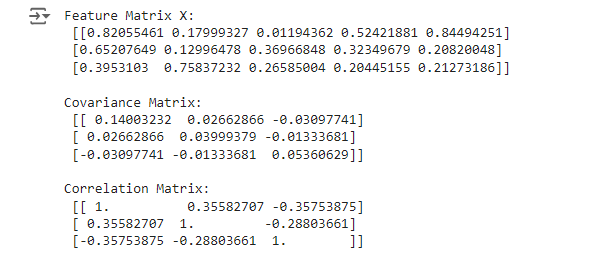 Feature Matrix X:
[[0.82055461 0.17999327 0.01194362 0.52421881 0.84494251]
[0.65207649 0.12996478 0.36966848 0.32349679 0.20820048]
[0.3953103 0.75837232 0.26585004 0.20445155 0.21273186]]
Covariance Matrix:
[[ 0.14003232 0.02662866 -0.03097741]
[ 0.02662866 0.03999379 -0.01333681]
[-0.03097741 -0.01333681 0.05360629]]
Correlation Matrix:
[[ 1. 0.35582707 -0.35753875]
[ 0.35582707 1. -0.28803661]
[-0.35753875 -0.28803661 1. ]]